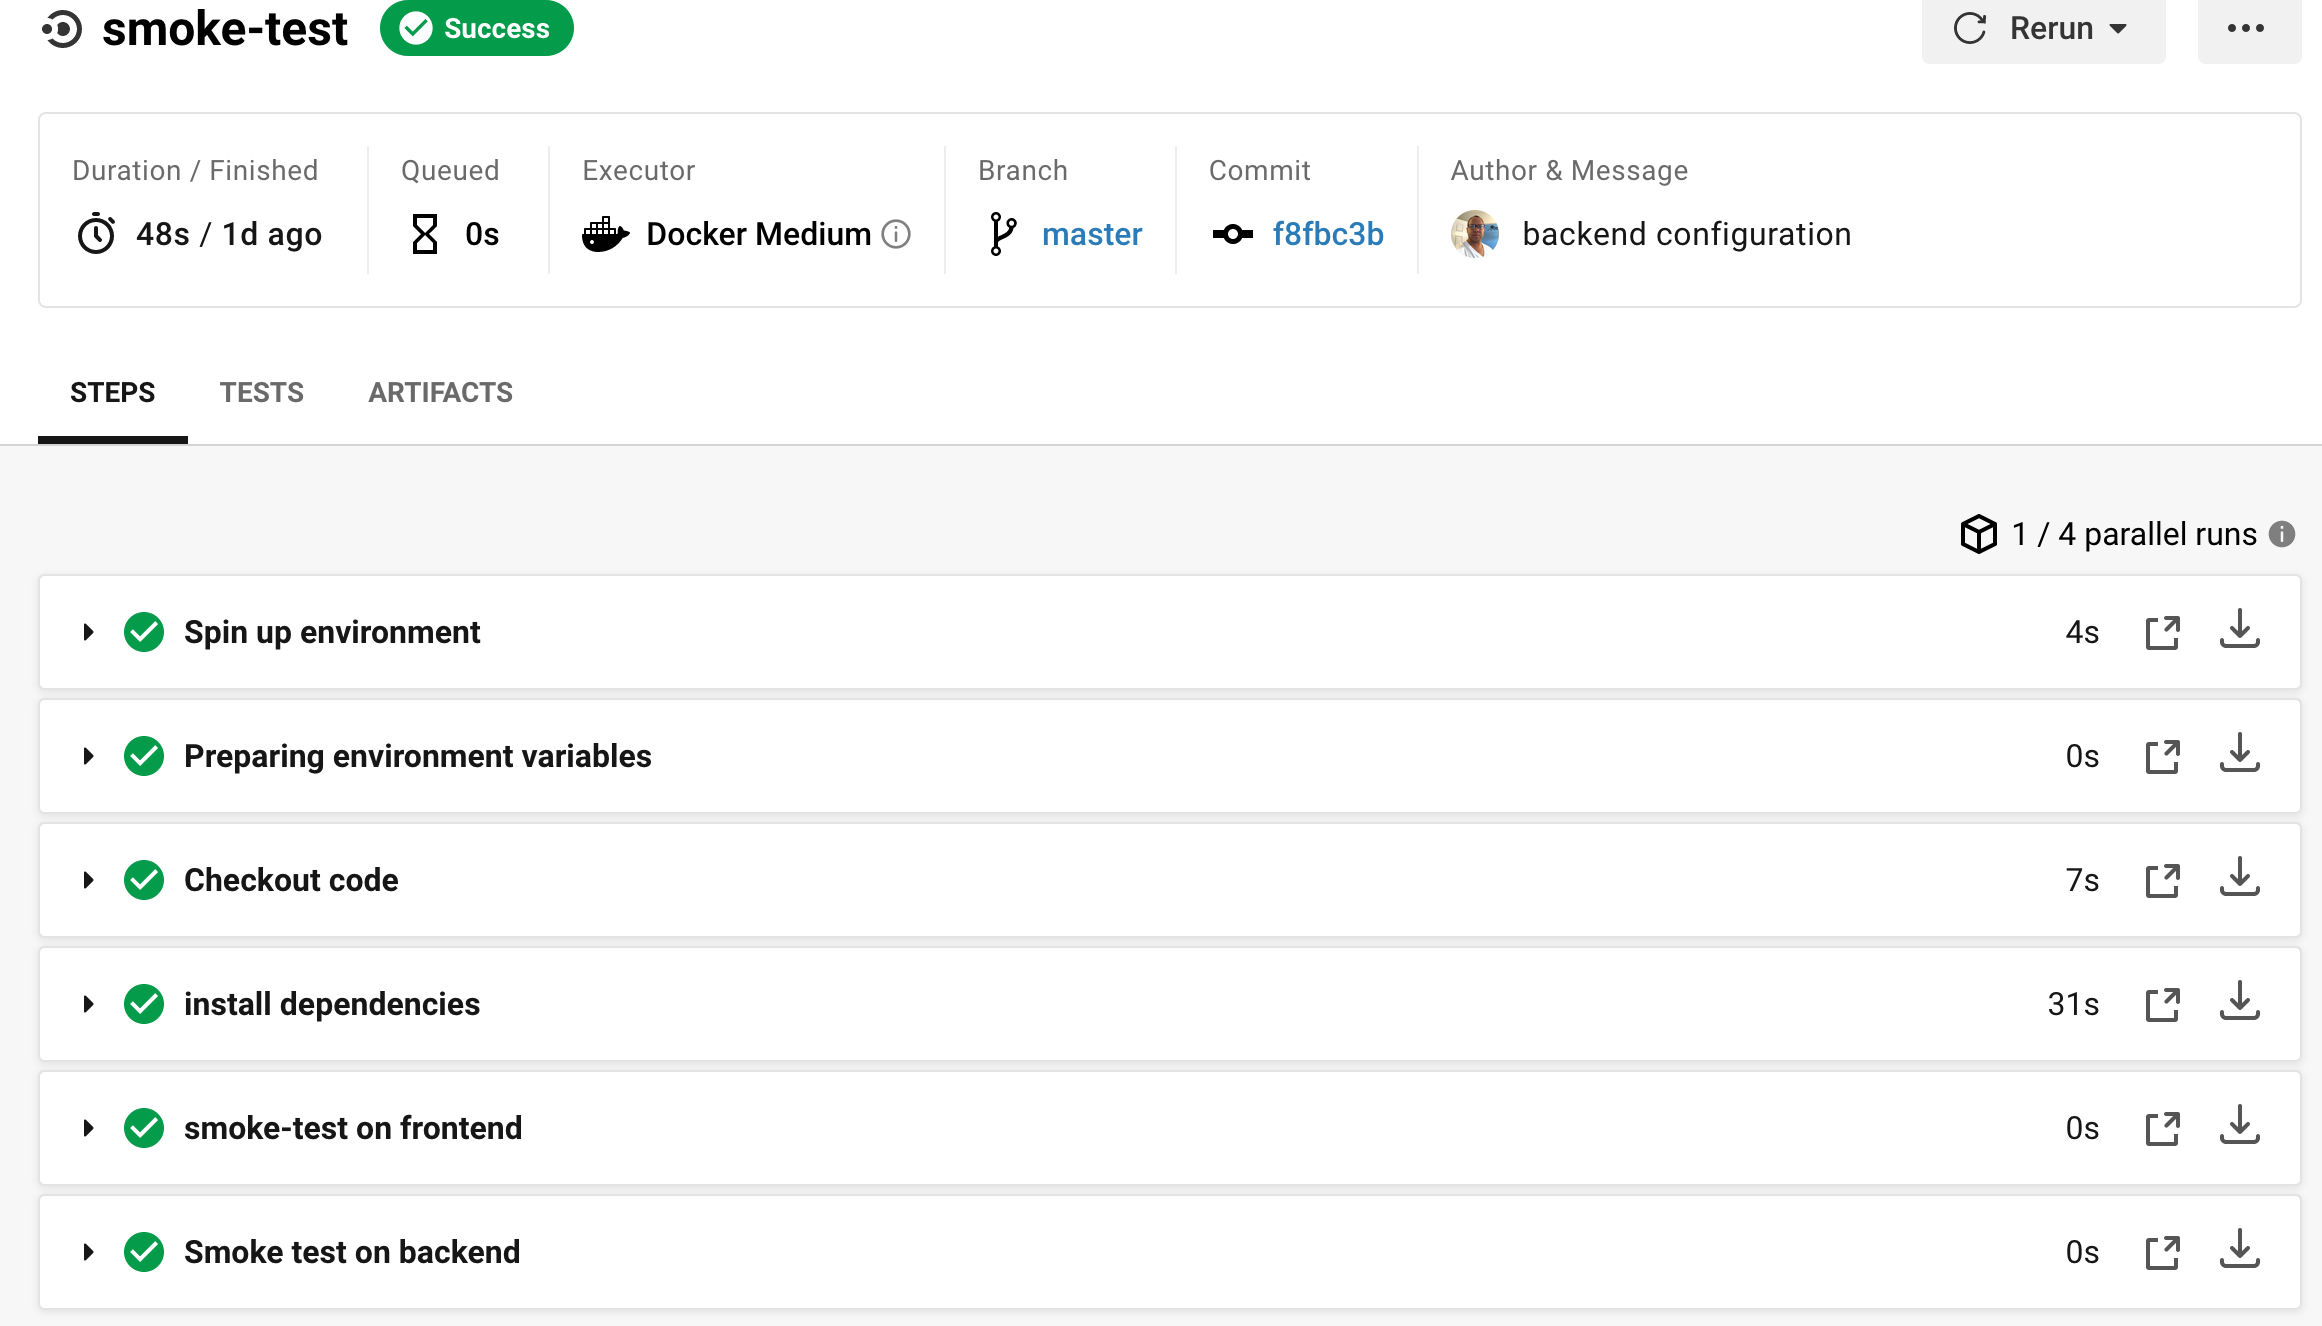 smoke-test Success Rerun
Duration / Finished Queued Executor Branch Commit Author & Message
48s / 1d ago 0s Docker Medium master f8fbc3b backend configuration
STEPS TESTS ARTIFACTS
1 / 4 parallel runs
Spin up environment 4s
Preparing environment variables 0s
Checkout code 7s
install dependencies 31s
smoke-test on frontend 0s
Smoke test on backend 0s